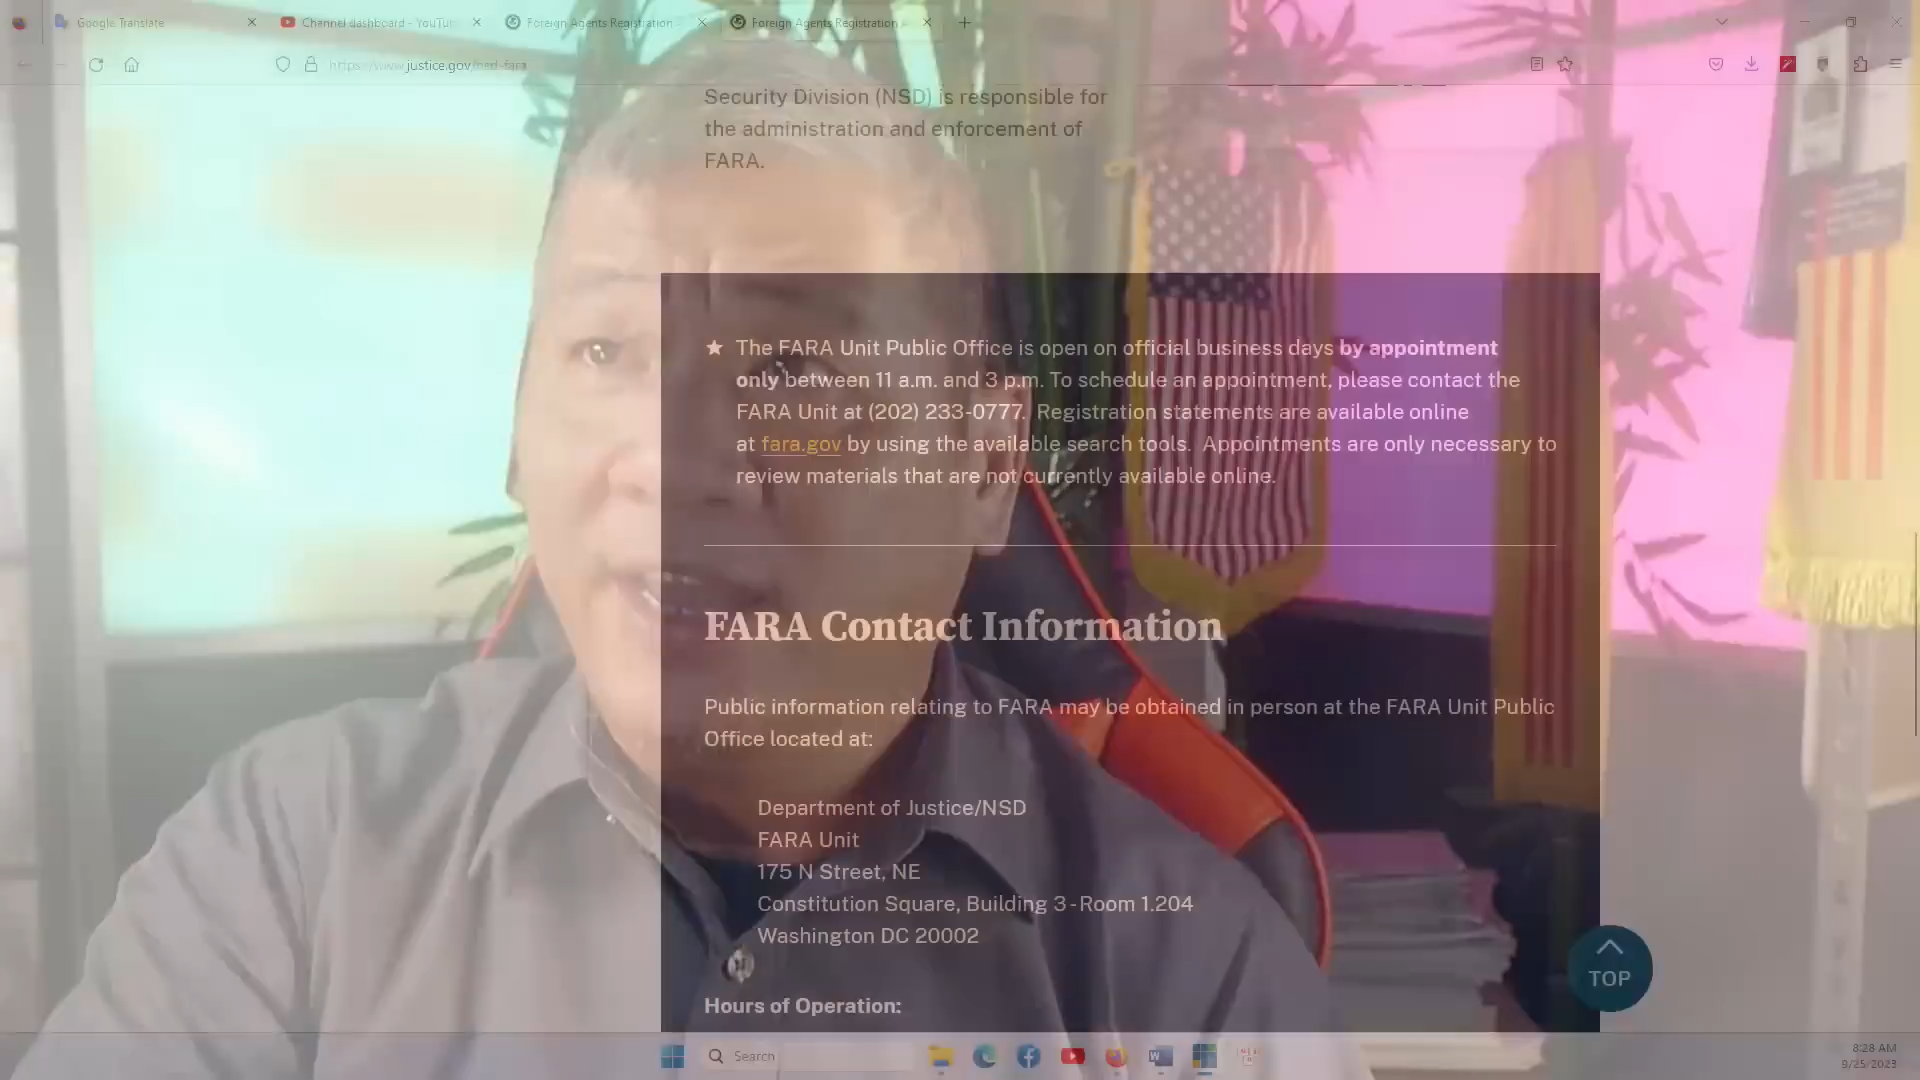 Google Translate
Channel dashboard - YouTu
Foreign Agents Registration
Foreign Agents Registration
https://www.justice.gov/nsd-fara
Security Division (NSD) is responsible for
the administration and enforcement of
FARA.
★ The FARA Unit Public Office is open on official business days by appointment
only between 11 a.m. and 3 p.m. To schedule an appointment, please contact the
FARA Unit at (202) 233-0777. Registration statements are available online
at fara.gov by using the available search tools. Appointments are only necessary to
review materials that are not currently available online.
FARA Contact Information
Public information relating to FARA may be obtained in person at the FARA Unit Public
Office located at:
Department of Justice/NSD
FARA Unit
175 N Street, NE
Constitution Square, Building 3 - Room 1.204
Washington DC 20002
TOP
Hours of Operation:
Search
8:28 AM
9/25/2023